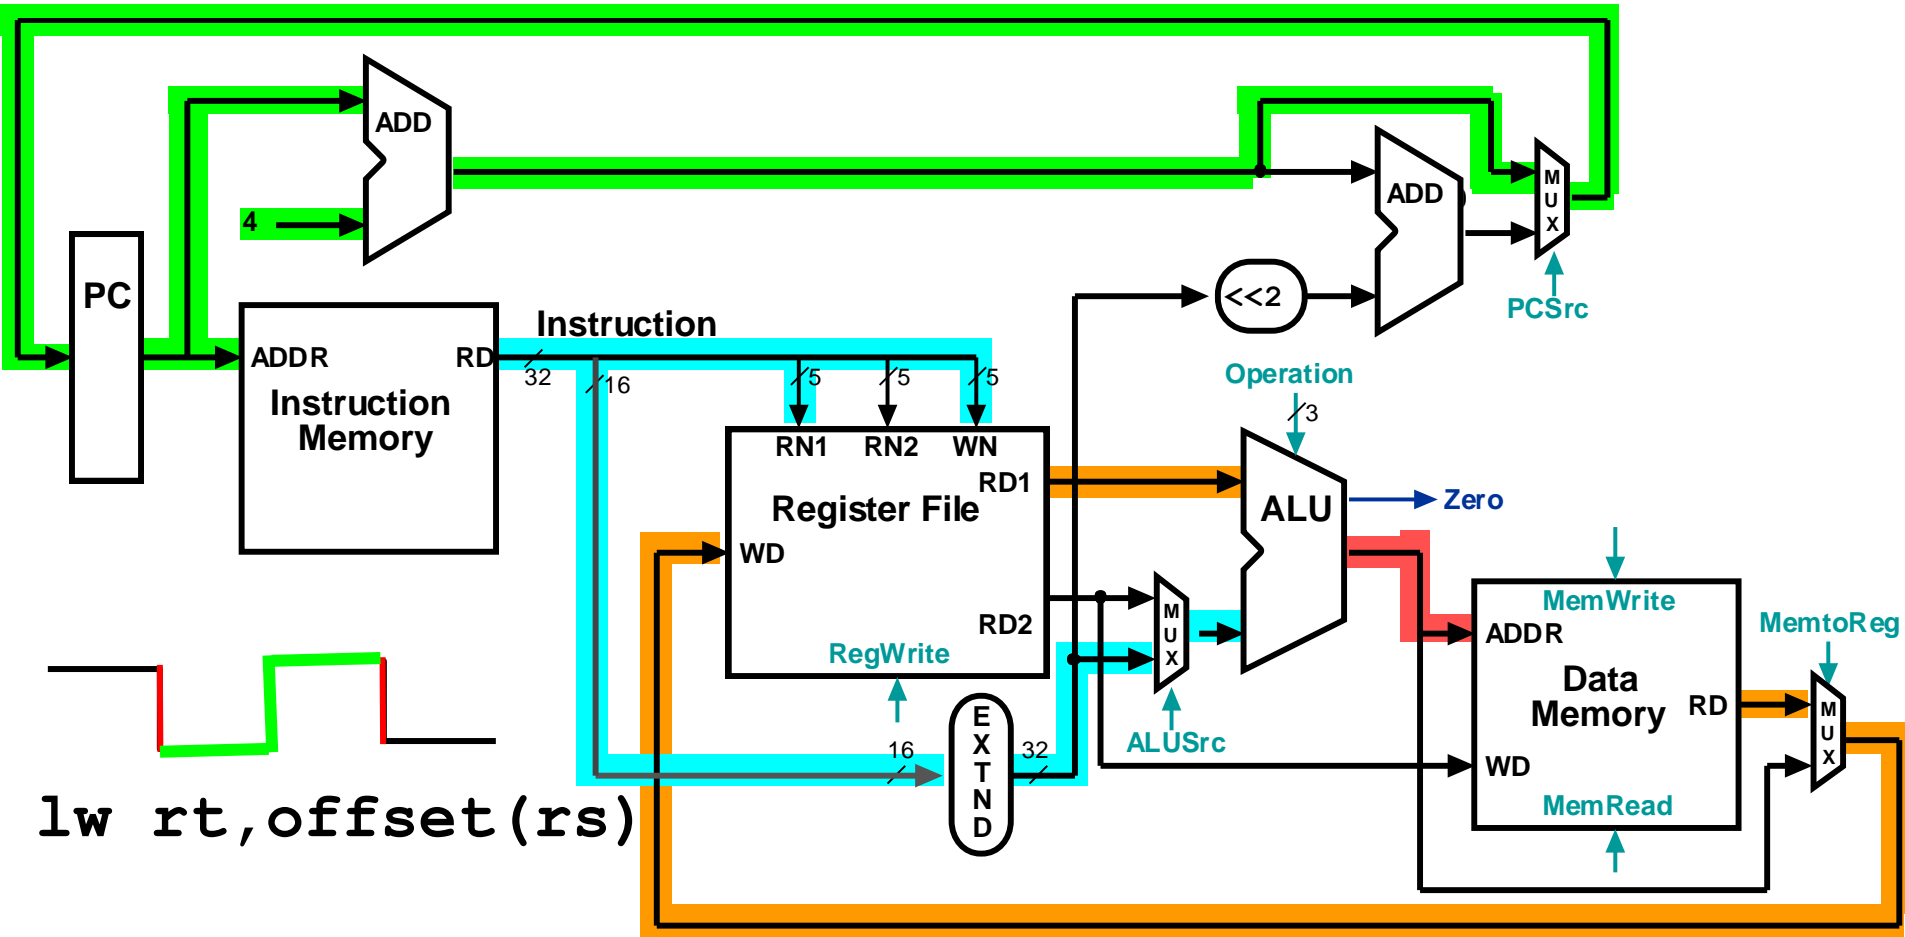 ADD
4
PC
ADD
M
U
X
PCSrc
<<2
Instruction
ADDR
RD
32
16
5
5
5
Instruction
Memory
Operation
3
RN1
RN2
WN
RD1
Register File
WD
RD2
RegWrite
ALU
Zero
M
U
X
ALUSrc
MemWrite
ADDR
Data
Memory
RD
WD
MemRead
MemtoReg
M
U
X
16
E
X
T
N
D
32
lw rt,offset(rs)